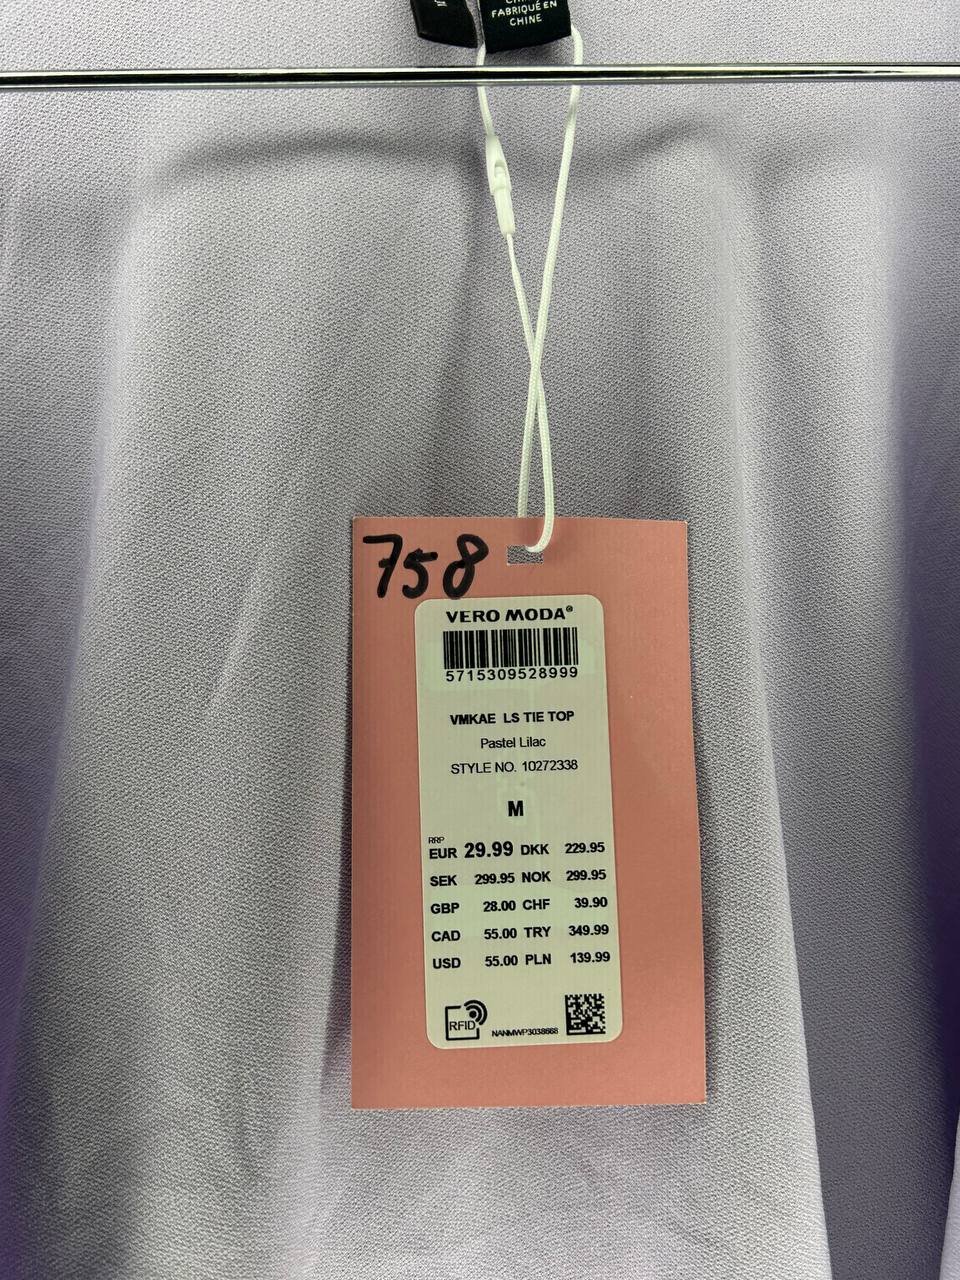 FABRIQUÉ EN
CHINE
758
VERO MODA®
5715309528999
VMKAE LS TIE TOP
Pastel Lilac
STYLE NO. 10272338
M
RRP
EUR 29.99 DKK 229.95
SEK 299.95 NOK 299.95
GBP 28.00 CHF 39.90
CAD 55.00 TRY 349.99
USD 55.00 PLN 139.99
RFID
NANMWP3038668